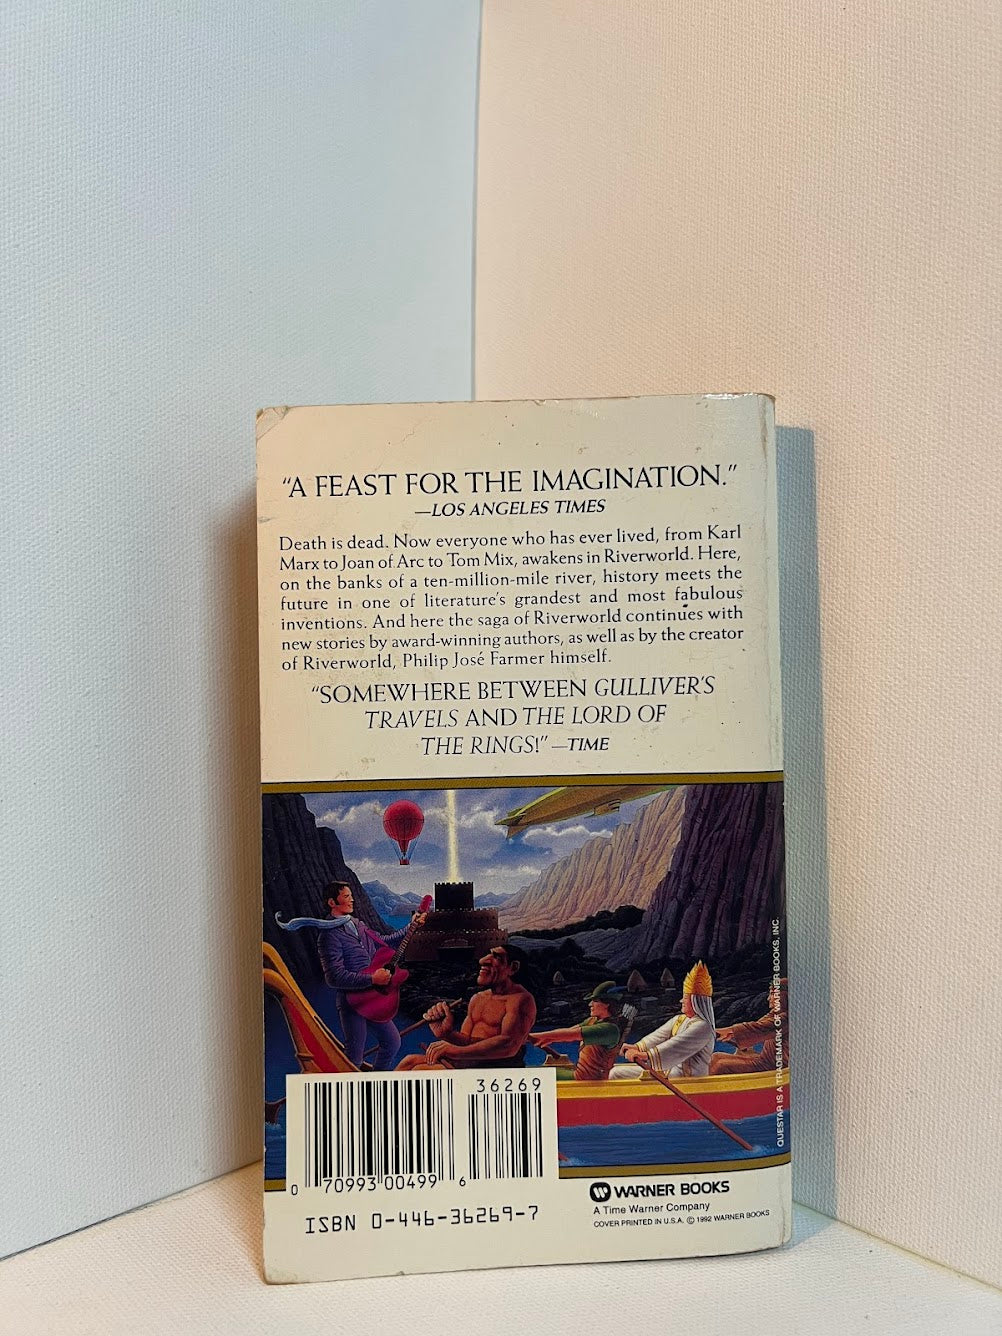 “A FEAST FOR THE IMAGINATION.”
—LOS ANGELES TIMES
Death is dead. Now everyone who has ever lived, from Karl
Marx to Joan of Arc to Tom Mix, awakens in Riverworld. Here,
on the banks of a ten-million-mile river, history meets the
future in one of literature's grandest and most fabulous
inventions. And here the saga of Riverworld continues with
new stories by award-winning authors, as well as by the creator
of Riverworld, Philip José Farmer himself.
“SOMEWHERE BETWEEN GULLIVER'S
TRAVELS AND THE LORD OF
THE RINGS!” —TIME
QUESTAR IS A TRADEMARK OF WARNER BOOKS, INC.
36269
0 70993 00499 6
ISBN 0-446-36269-7
W WARNER BOOKS
A Time Warner Company
COVER PRINTED IN U.S.A. © 1992 WARNER BOOKS